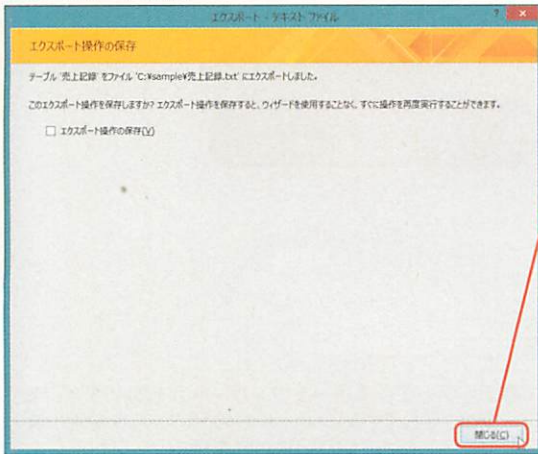 エクスポート - テキスト ファイル
エクスポート操作の保存
テーブル '売上記録' をファイル 'C:¥sample¥売上記録.txt' にエクスポートしました。
このエクスポート操作を保存しますか? エクスポート操作を保存すると、ウィザードを使用することなく、すぐに操作を再度実行することができます。
エクスポート操作の保存(V)
閉じる(C)